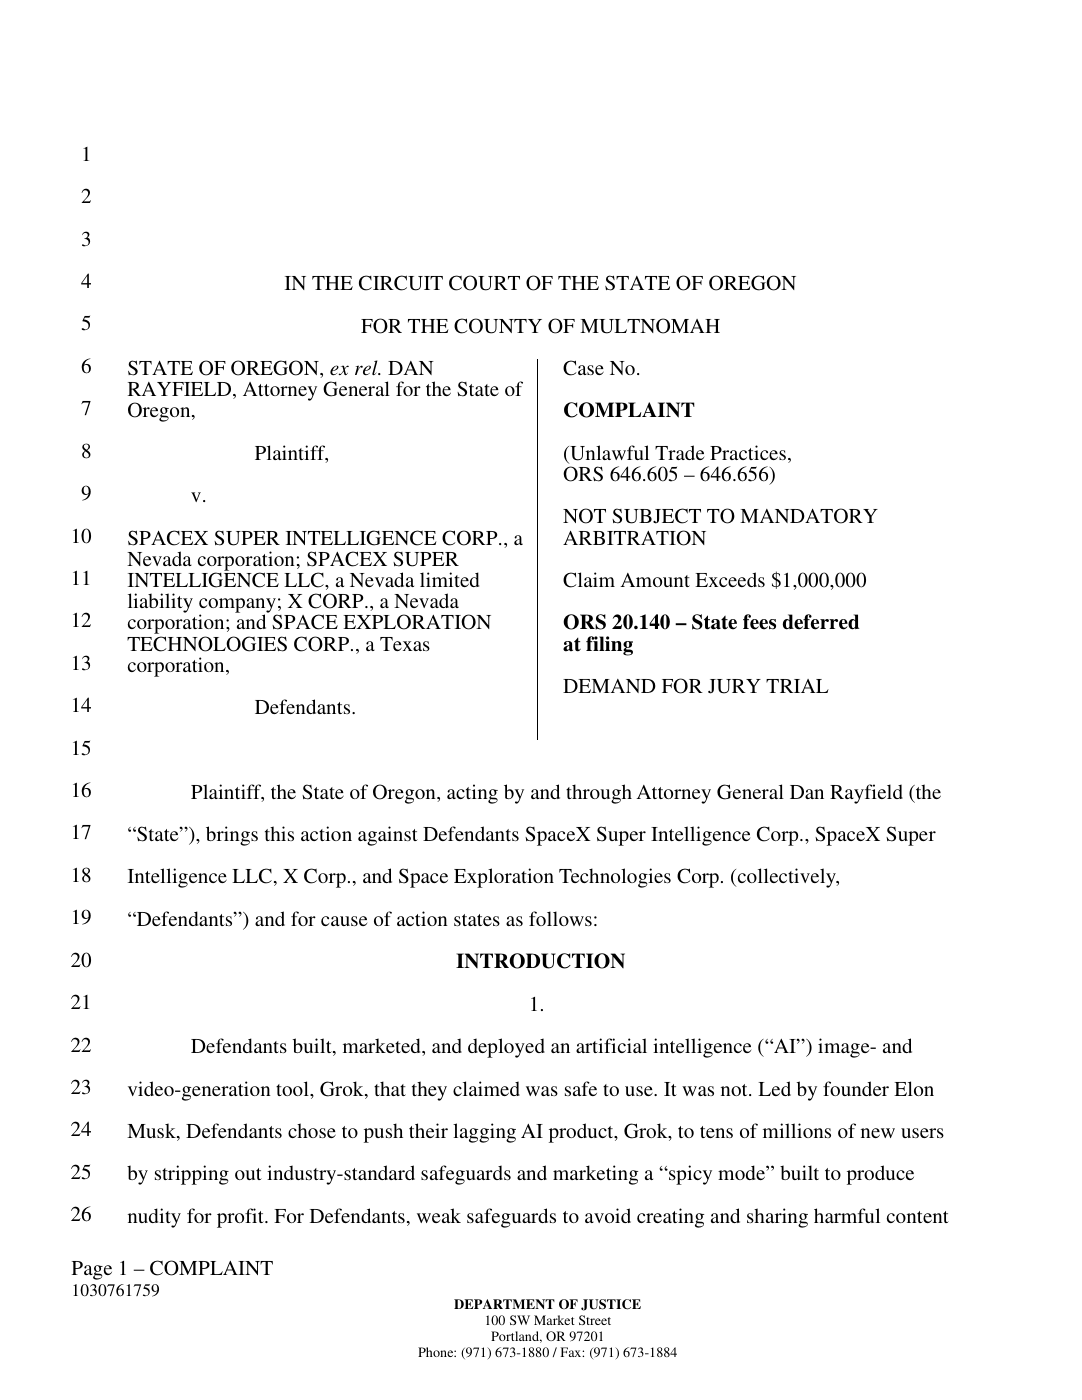 1
2
3
4 IN THE CIRCUIT COURT OF THE STATE OF OREGON
5 FOR THE COUNTY OF MULTNOMAH
6 STATE OF OREGON, ex rel. DAN
RAYFIELD, Attorney General for the State of
7 Oregon,
8 Plaintiff,
9 v.
10 SPACEX SUPER INTELLIGENCE CORP., a
Nevada corporation; SPACEX SUPER
11 INTELLIGENCE LLC, a Nevada limited
liability company; X CORP., a Nevada
12 corporation; and SPACE EXPLORATION
TECHNOLOGIES CORP., a Texas
13 corporation,
14 Defendants.
15
Case No.
COMPLAINT
(Unlawful Trade Practices,
ORS 646.605 – 646.656)
NOT SUBJECT TO MANDATORY
ARBITRATION
Claim Amount Exceeds $1,000,000
ORS 20.140 – State fees deferred
at filing
DEMAND FOR JURY TRIAL
16 Plaintiff, the State of Oregon, acting by and through Attorney General Dan Rayfield (the
17 “State”), brings this action against Defendants SpaceX Super Intelligence Corp., SpaceX Super
18 Intelligence LLC, X Corp., and Space Exploration Technologies Corp. (collectively,
19 “Defendants”) and for cause of action states as follows:
20 INTRODUCTION
21 1.
22 Defendants built, marketed, and deployed an artificial intelligence (“AI”) image- and
23 video-generation tool, Grok, that they claimed was safe to use. It was not. Led by founder Elon
24 Musk, Defendants chose to push their lagging AI product, Grok, to tens of millions of new users
25 by stripping out industry-standard safeguards and marketing a “spicy mode” built to produce
26 nudity for profit. For Defendants, weak safeguards to avoid creating and sharing harmful content
Page 1 – COMPLAINT
1030761759
DEPARTMENT OF JUSTICE
100 SW Market Street
Portland, OR 97201
Phone: (971) 673-1880 / Fax: (971) 673-1884